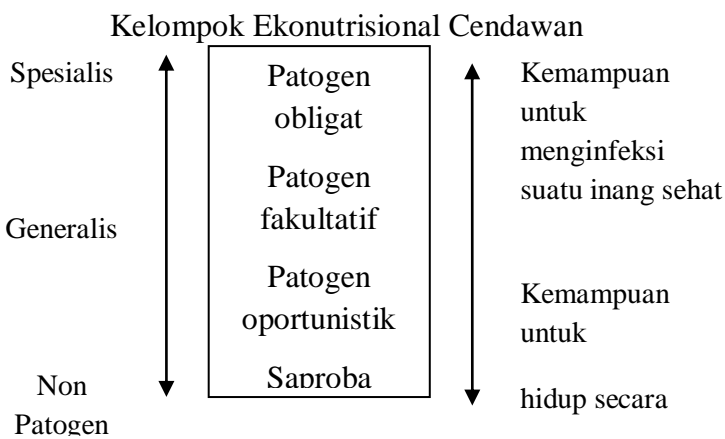 Kelompok Ekonutrisional Cendawan
Spesialis
Generalis
Non
Patogen
Patogen
obligat
Patogen
fakultatif
Patogen
oportunistik
Saproba
Kemampuan
untuk
menginfeksi
suatu inang sehat
Kemampuan
untuk
hidup secara